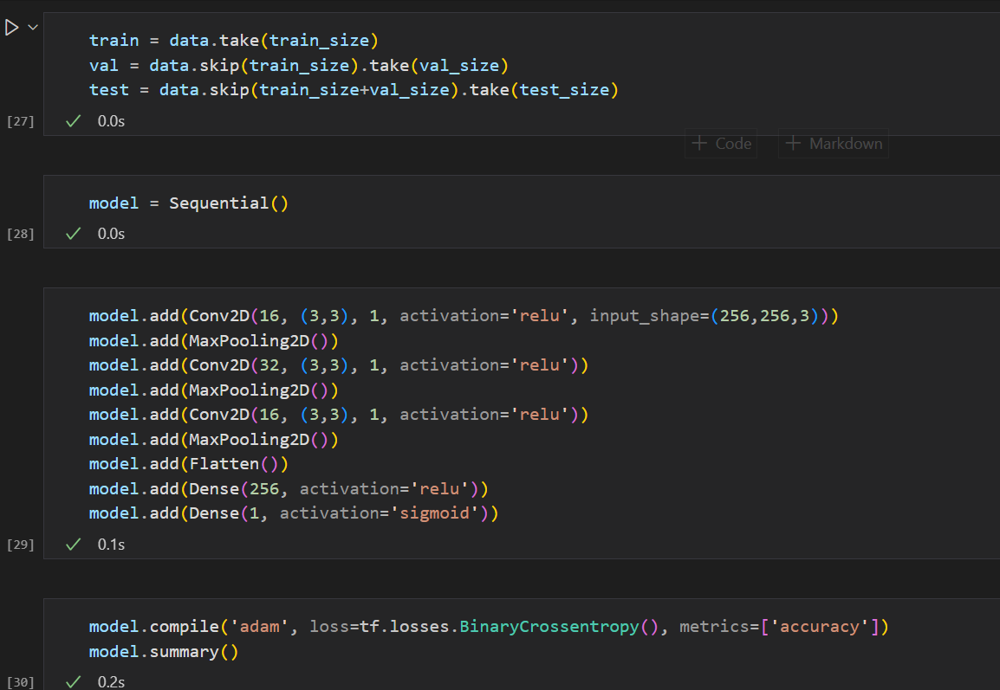 train = data.take(train_size)
val = data.skip(train_size).take(val_size)
test = data.skip(train_size+val_size).take(test_size)
[27] 0.0s
+ Code + Markdown
model = Sequential()
[28] 0.0s
model.add(Conv2D(16, (3,3), 1, activation='relu', input_shape=(256,256,3)))
model.add(MaxPooling2D())
model.add(Conv2D(32, (3,3), 1, activation='relu'))
model.add(MaxPooling2D())
model.add(Conv2D(16, (3,3), 1, activation='relu'))
model.add(MaxPooling2D())
model.add(Flatten())
model.add(Dense(256, activation='relu'))
model.add(Dense(1, activation='sigmoid'))
[29] 0.1s
model.compile('adam', loss=tf.losses.BinaryCrossentropy(), metrics=['accuracy'])
model.summary()
[30] 0.2s